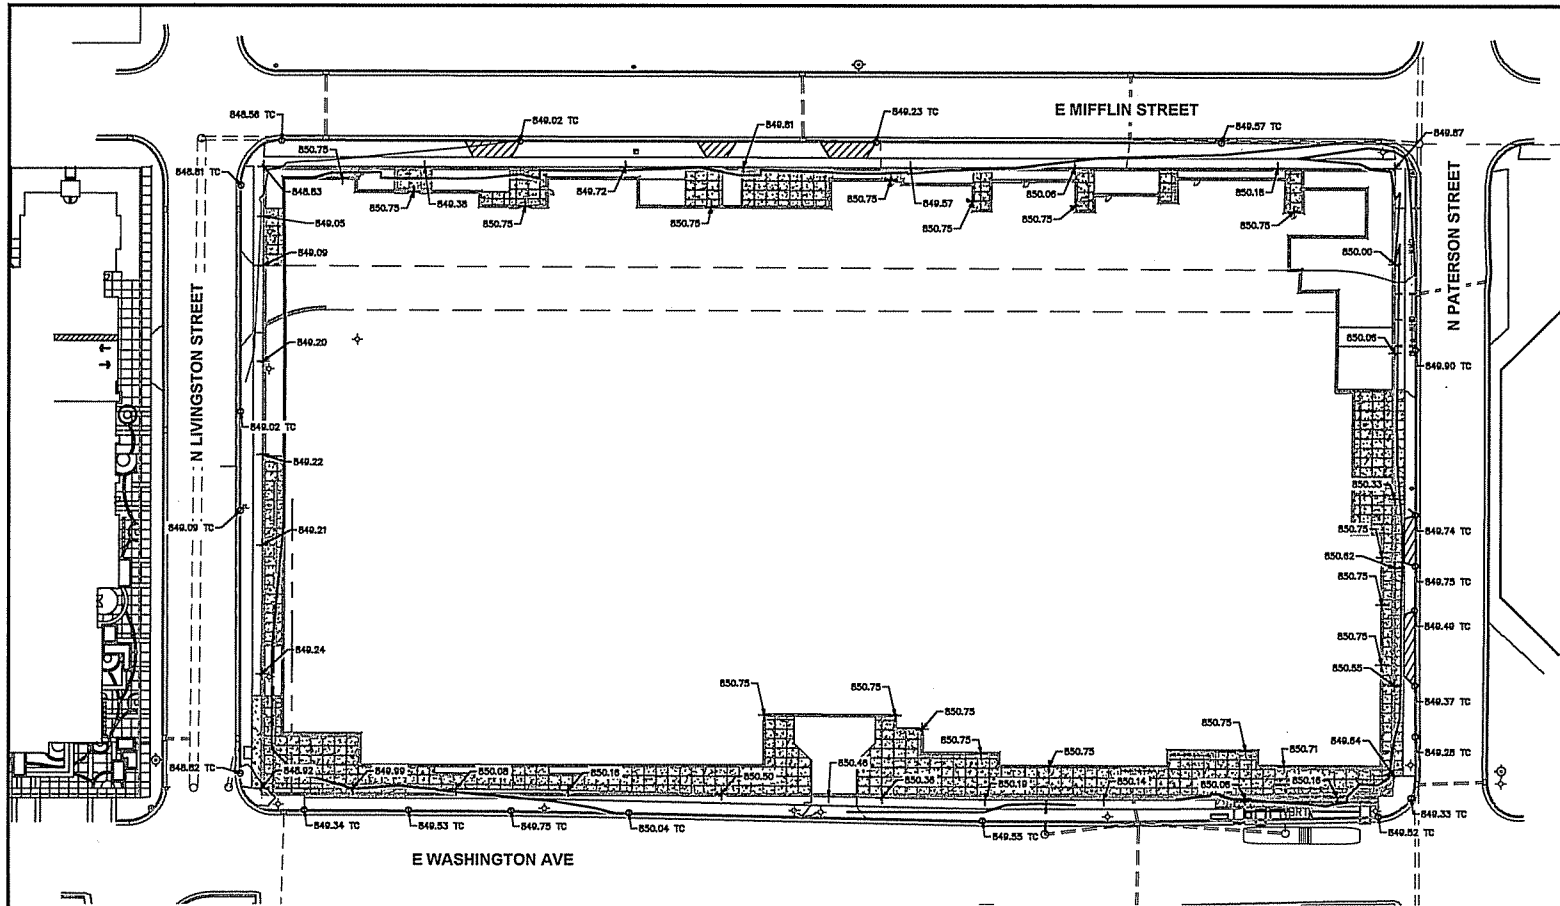 E MIFFLIN STREET
848.56 TC
849.02 TC
849.81
849.23 TC
849.57 TC
849.87
850.75
848.81 TC
848.83
850.75
849.38
850.75
849.72
850.75
850.75
849.57
850.75
850.06
850.75
850.18
850.75
849.05
849.09
850.00
N LIVINGSTON STREET
N PATERSON STREET
849.20
850.05
849.90 TC
849.02 TC
849.22
850.33
849.09 TC
849.21
850.75
849.74 TC
850.62
850.75
849.75 TC
849.49 TC
849.24
850.75
850.55
850.75
850.75
849.37 TC
850.75
850.75
849.64
850.75
850.75
850.71
849.28 TC
848.82 TC
848.92
849.99
850.08
850.16
850.50
850.46
850.36
850.19
850.14
850.06
850.15
849.34 TC
849.53 TC
849.75 TC
850.04 TC
849.55 TC
849.52 TC
849.33 TC
E WASHINGTON AVE